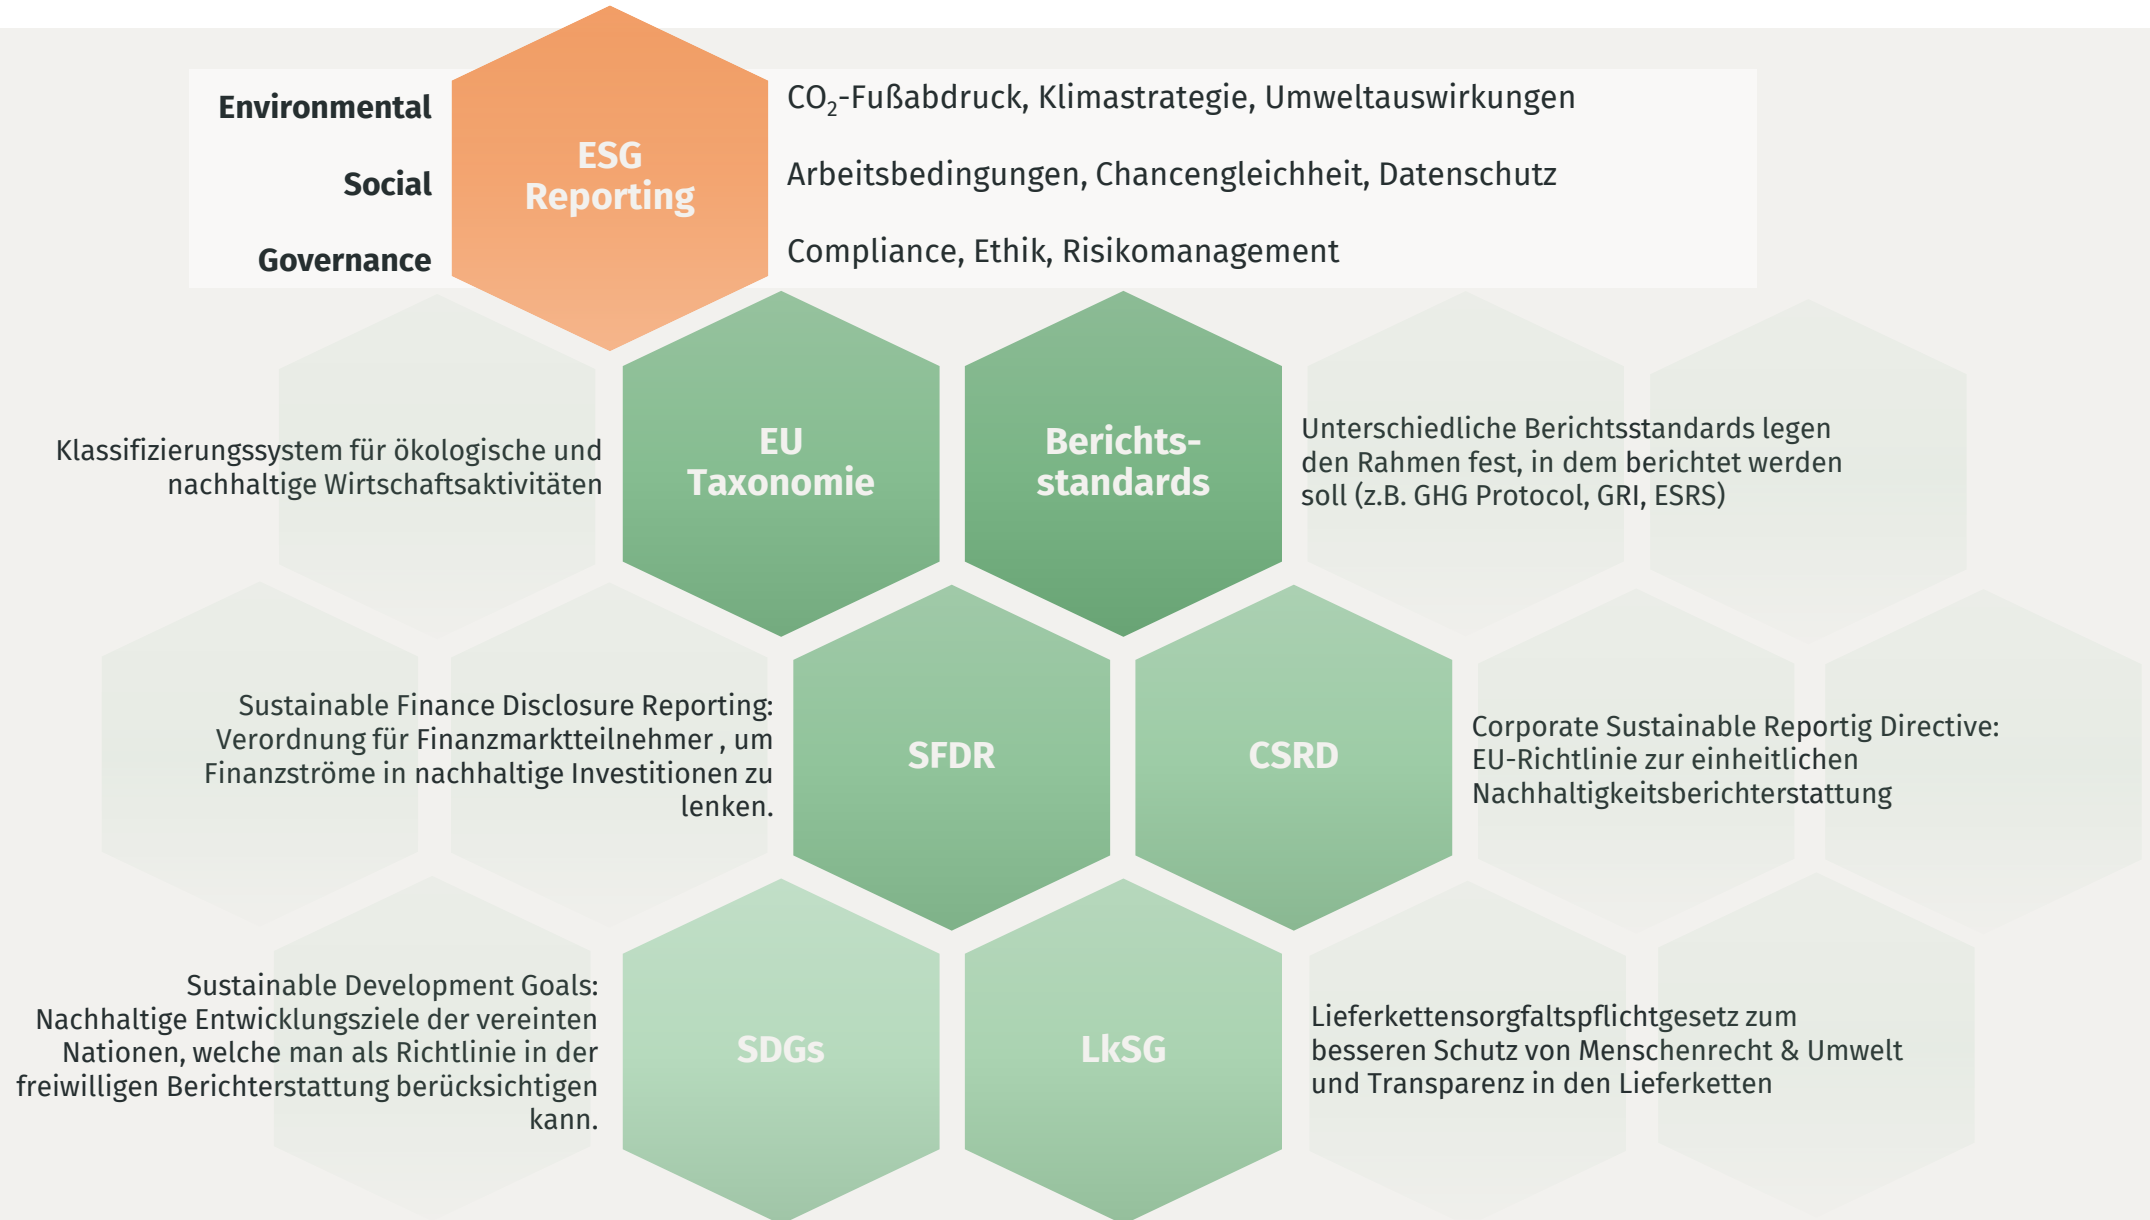 Environmental
Social
Governance
ESG
Reporting
CO₂-Fußabdruck, Klimastrategie, Umweltauswirkungen
Arbeitsbedingungen, Chancengleichheit, Datenschutz
Compliance, Ethik, Risikomanagement
Klassifizierungssystem für ökologische und
nachhaltige Wirtschaftsaktivitäten
EU
Taxonomie
Berichts-
standards
Unterschiedliche Berichtsstandards legen
den Rahmen fest, in dem berichtet werden
soll (z.B. GHG Protocol, GRI, ESRS)
Sustainable Finance Disclosure Reporting:
Verordnung für Finanzmarktteilnehmer , um
Finanzströme in nachhaltige Investitionen zu
lenken.
SFDR
CSRD
Corporate Sustainable Reportig Directive:
EU-Richtlinie zur einheitlichen
Nachhaltigkeitsberichterstattung
Sustainable Development Goals:
Nachhaltige Entwicklungsziele der vereinten
Nationen, welche man als Richtlinie in der
freiwilligen Berichterstattung berücksichtigen
kann.
SDGs
LkSG
Lieferkettensorgfaltspflichtgesetz zum
besseren Schutz von Menschenrecht & Umwelt
und Transparenz in den Lieferketten